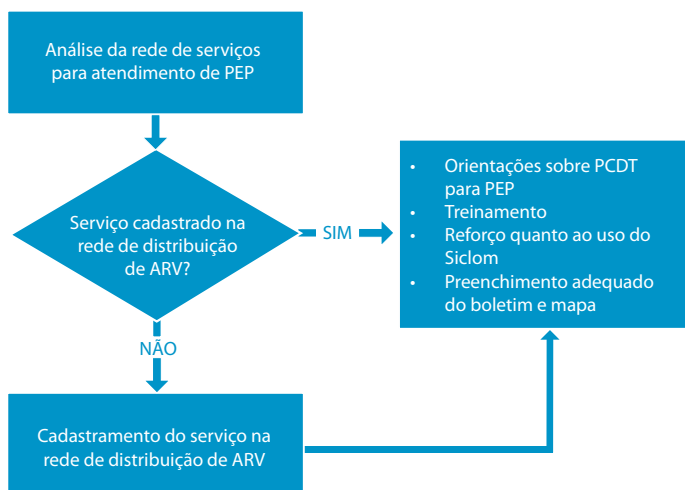 Análise da rede de serviços
para atendimento de PEP
Serviço cadastrado na
rede de distribuição
de ARV?
SIM
• Orientações sobre PCDT
para PEP
• Treinamento
• Reforço quanto ao uso do
Siclom
• Preenchimento adequado
do boletim e mapa
NÃO
Cadastramento do serviço na
rede de distribuição de ARV